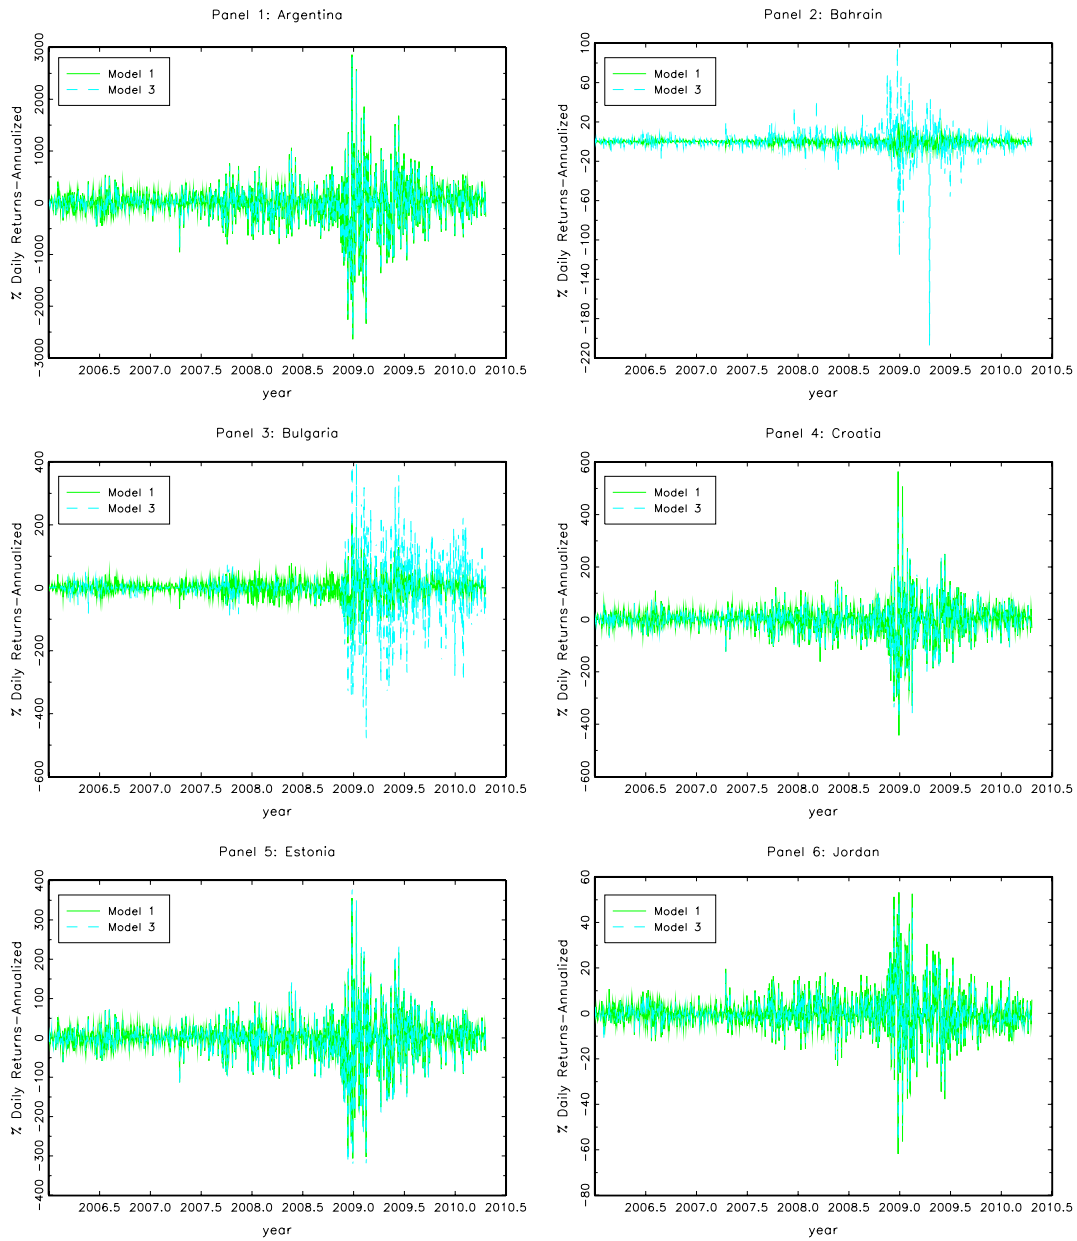 Panel 1: Argentina
% Daily Returns-Annualized
3000
2000
1000
0
-1000
-2000
-3000
Model 1
Model 3
2006.5 2007.0 2007.5 2008.0 2008.5 2009.0 2009.5 2010.0 2010.5
year
Panel 2: Bahrain
% Daily Returns-Annualized
100
60
20
-20
-60
-100
-140
-180
-220
Model 1
Model 3
2006.5 2007.0 2007.5 2008.0 2008.5 2009.0 2009.5 2010.0 2010.5
year
Panel 3: Bulgaria
% Daily Returns-Annualized
400
200
0
-200
-400
-600
Model 1
Model 3
2006.5 2007.0 2007.5 2008.0 2008.5 2009.0 2009.5 2010.0 2010.5
year
Panel 4: Croatia
% Daily Returns-Annualized
600
400
200
0
-200
-400
-600
Model 1
Model 3
2006.5 2007.0 2007.5 2008.0 2008.5 2009.0 2009.5 2010.0 2010.5
year
Panel 5: Estonia
% Daily Returns-Annualized
400
300
200
100
0
-100
-200
-300
-400
Model 1
Model 3
2006.5 2007.0 2007.5 2008.0 2008.5 2009.0 2009.5 2010.0 2010.5
year
Panel 6: Jordan
% Daily Returns-Annualized
60
40
20
0
-20
-40
-60
-80
Model 1
Model 3
2006.5 2007.0 2007.5 2008.0 2008.5 2009.0 2009.5 2010.0 2010.5
year